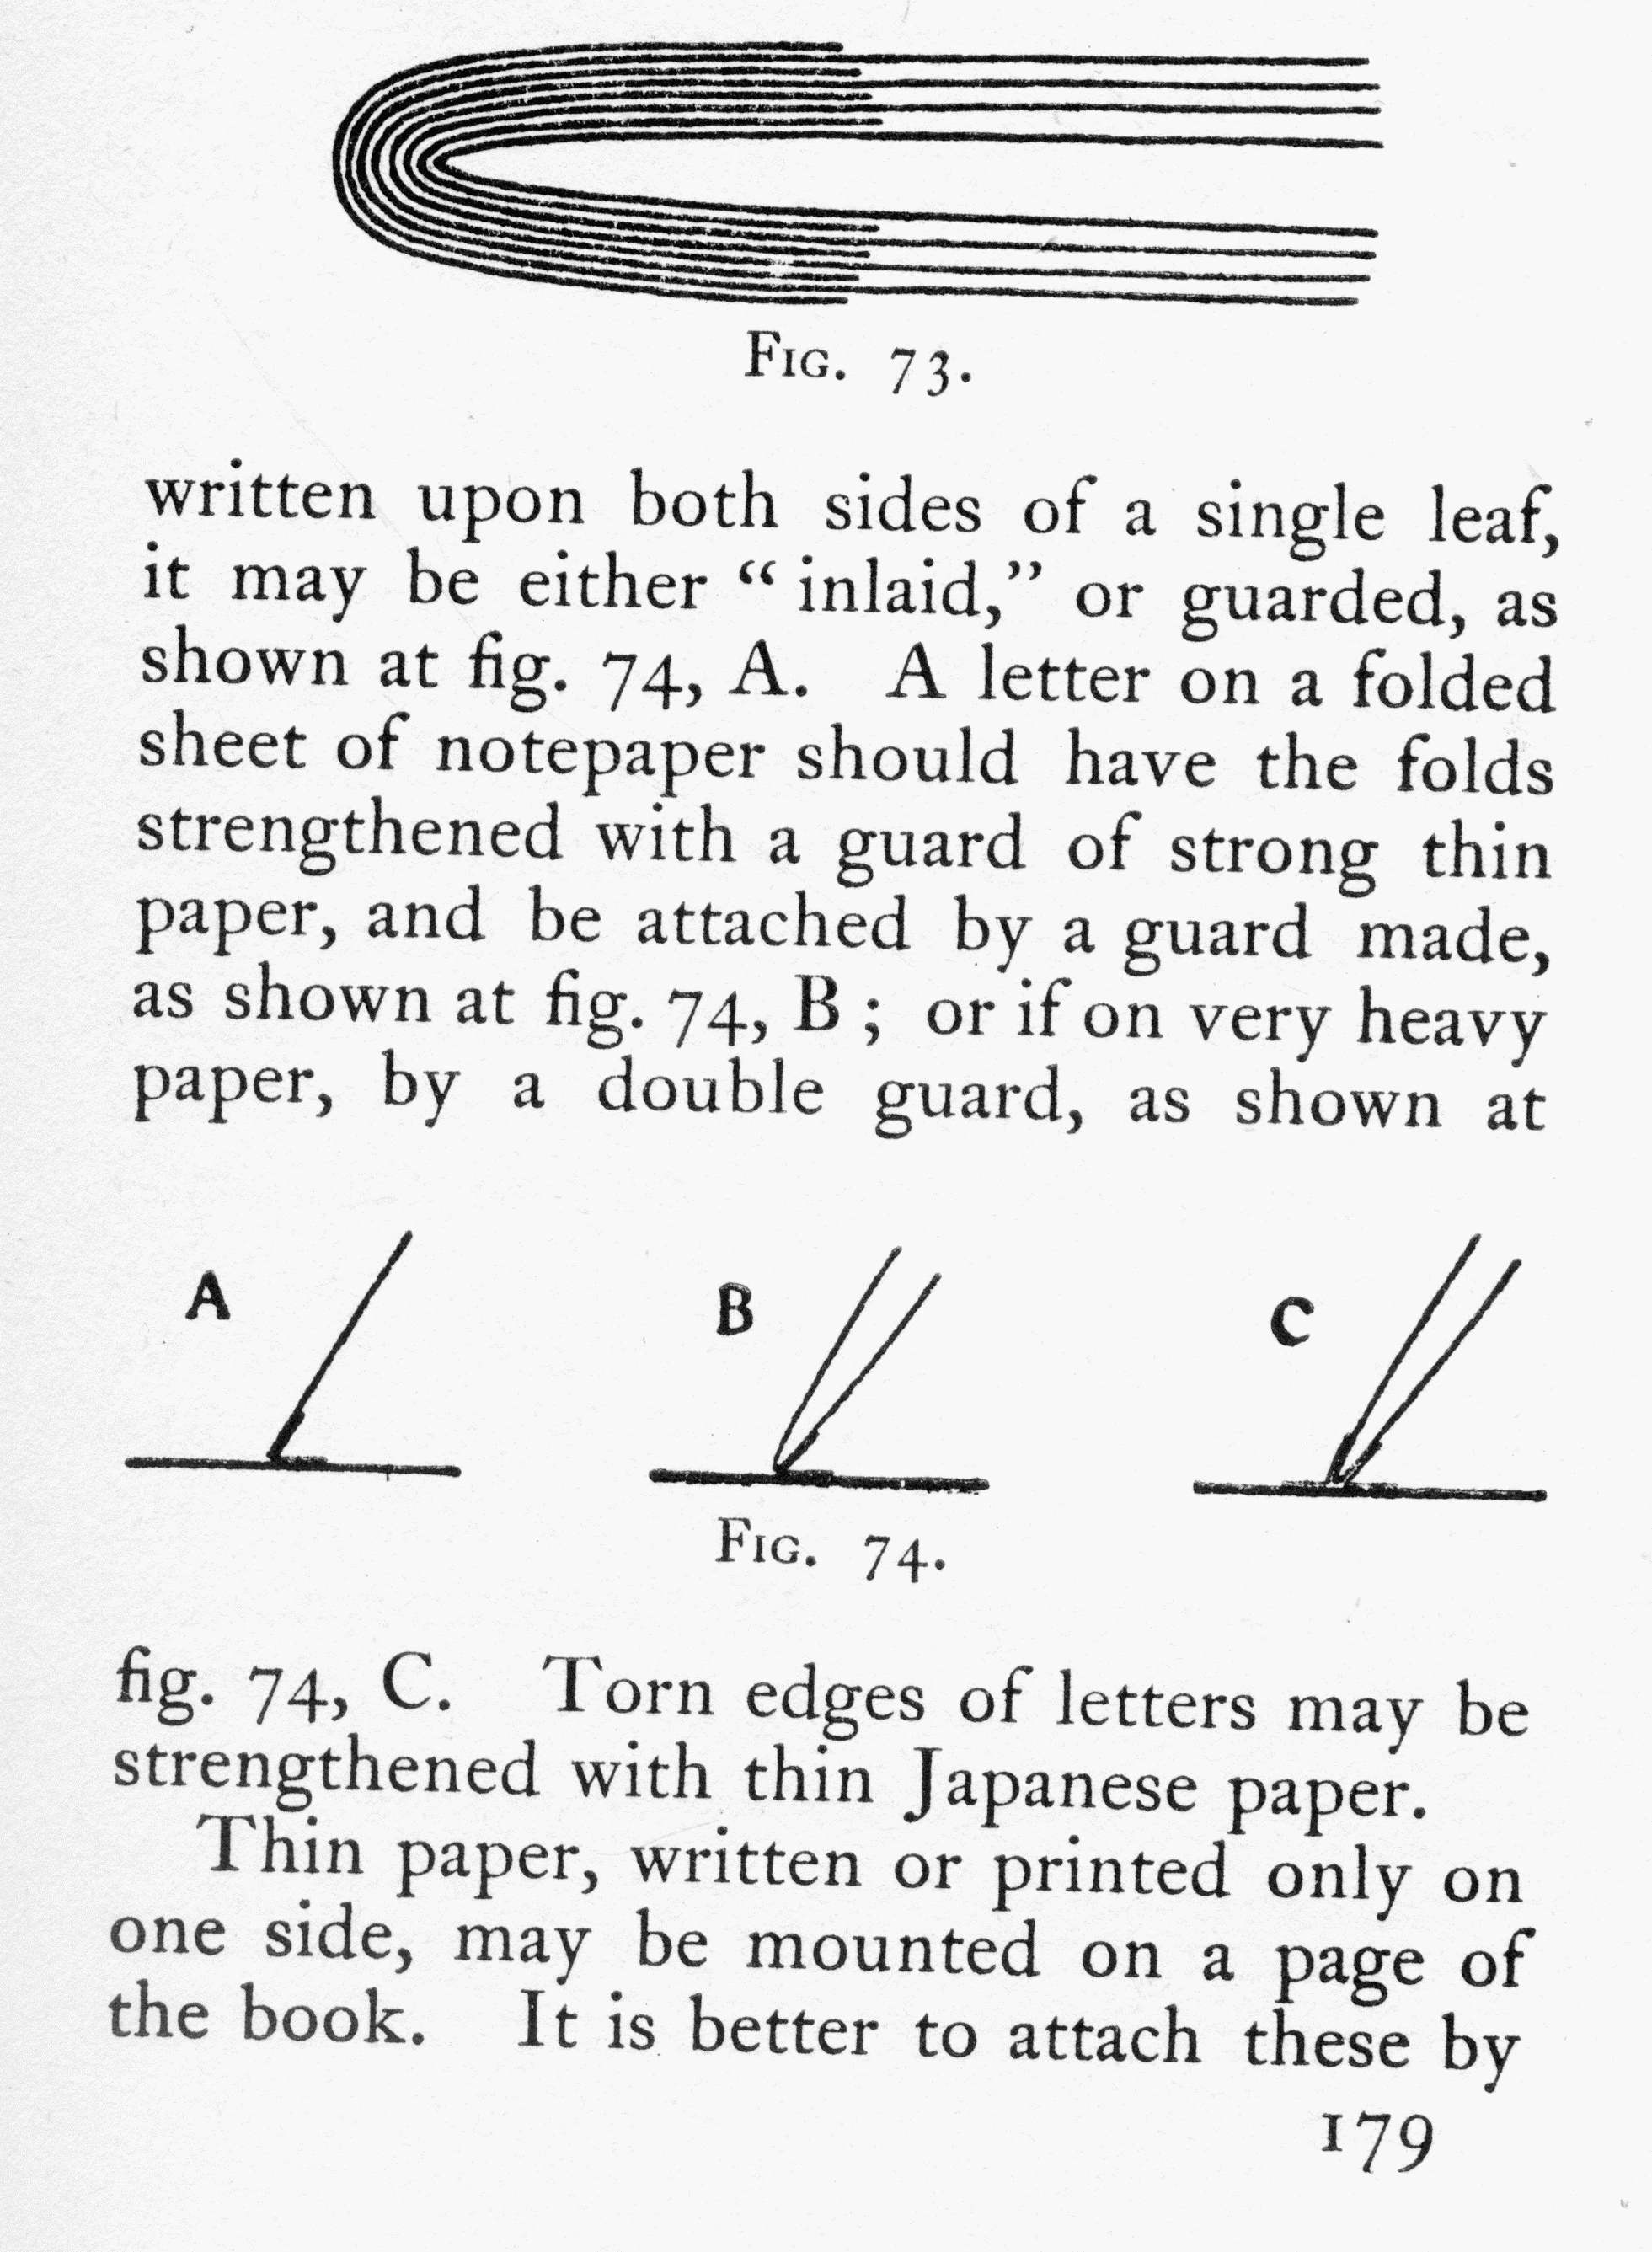 Fig. 73.
written upon both sides of a single leaf,
it may be either “ inlaid,” or guarded, as
shown at fig. 74, A. A letter on a folded
sheet of notepaper should have the folds
strengthened with a guard of strong thin
paper, and be attached by a guard made,
as shown at fig. 74, B ; or if on very heavy
paper, by a double guard, as shown at
A B C
Fig. 74.
fig. 74, C. Torn edges of letters may be
strengthened with thin Japanese paper.
Thin paper, written or printed only on
one side, may be mounted on a page of
the book. It is better to attach these by
179